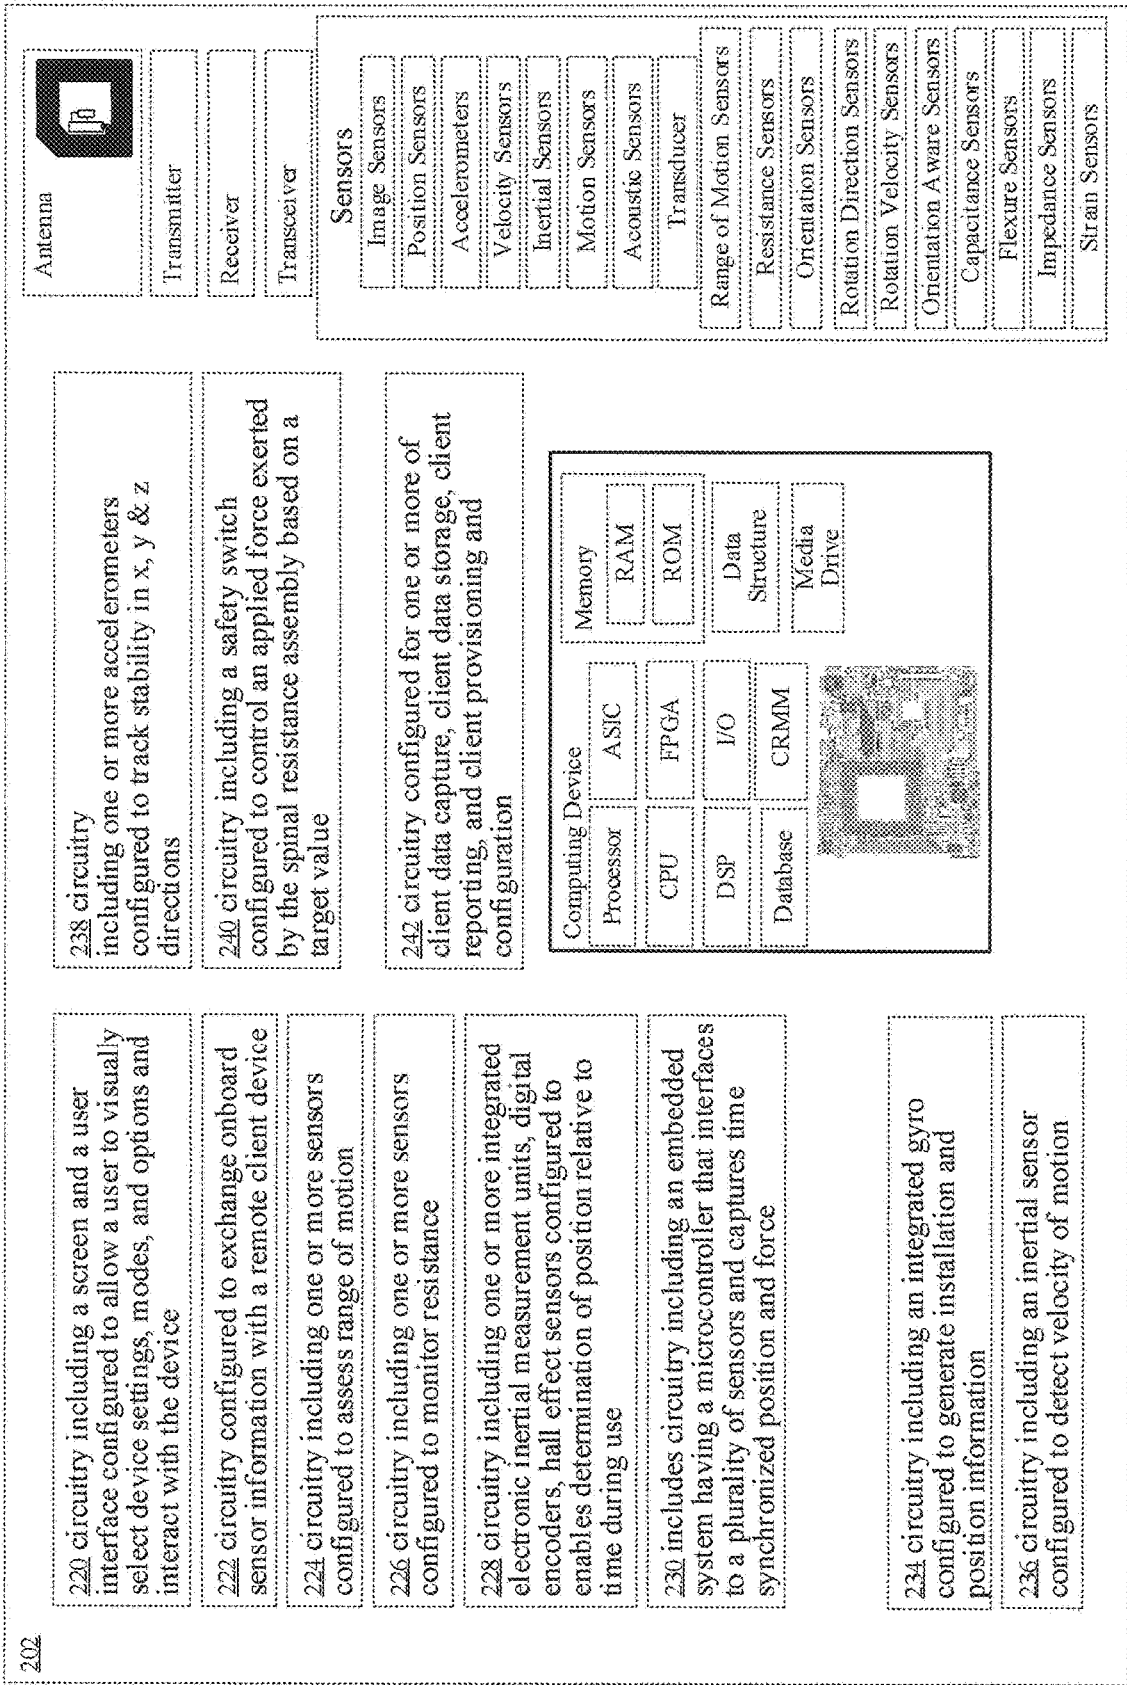 202
220 circuitry including a screen and a user
interface configured to allow a user to visually
select device settings, modes, and options and
interact with the device
222 circuitry configured to exchange onboard
sensor information with a remote client device
224 circuitry including one or more sensors
configured to assess range of motion
226 circuitry including one or more sensors
configured to monitor resistance
228 circuitry including one or more integrated
electronic inertial measurement units, digital
encoders, hall effect sensors configured to
enables determination of position relative to
time during use
230 includes circuitry including an embedded
system having a microcontroller that interfaces
to a plurality of sensors and captures time
synchronized position and force
234 circuitry including an integrated gyro
configured to generate installation and
position information
236 circuitry including an inertial sensor
configured to detect velocity of motion
238 circuitry
including one or more accelerometers
configured to track stability in x, y & z
directions
240 circuitry including a safety switch
configured to control an applied force exerted
by the spinal resistance assembly based on a
target value
242 circuitry configured for one or more of
client data capture, client data storage, client
reporting, and client provisioning and
configuration
Computing Device
Processor
ASIC
CPU
FPGA
DSP
I/O
Database
CRMM
Memory
RAM
ROM
Data
Structure
Media
Drive
Antenna
Transmitter
Receiver
Transceiver
Sensors
Image Sensors
Position Sensors
Accelerometers
Velocity Sensors
Inertial Sensors
Motion Sensors
Acoustic Sensors
Transducer
Range of Motion Sensors
Resistance Sensors
Orientation Sensors
Rotation Direction Sensors
Rotation Velocity Sensors
Orientation Aware Sensors
Capacitance Sensors
Flexure Sensors
Impedance Sensors
Strain Sensors